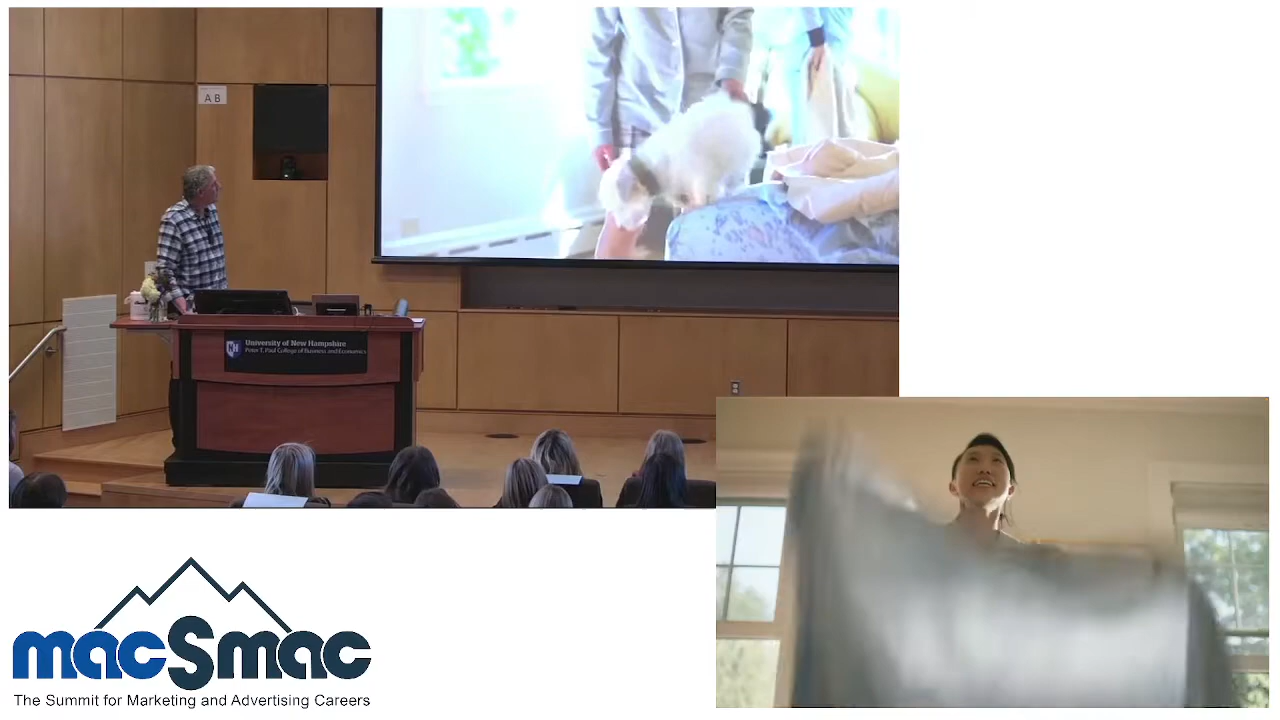 A B
University of New Hampshire
Peter T. Paul College of Business and Economics
NH
macSmac
The Summit for Marketing and Advertising Careers